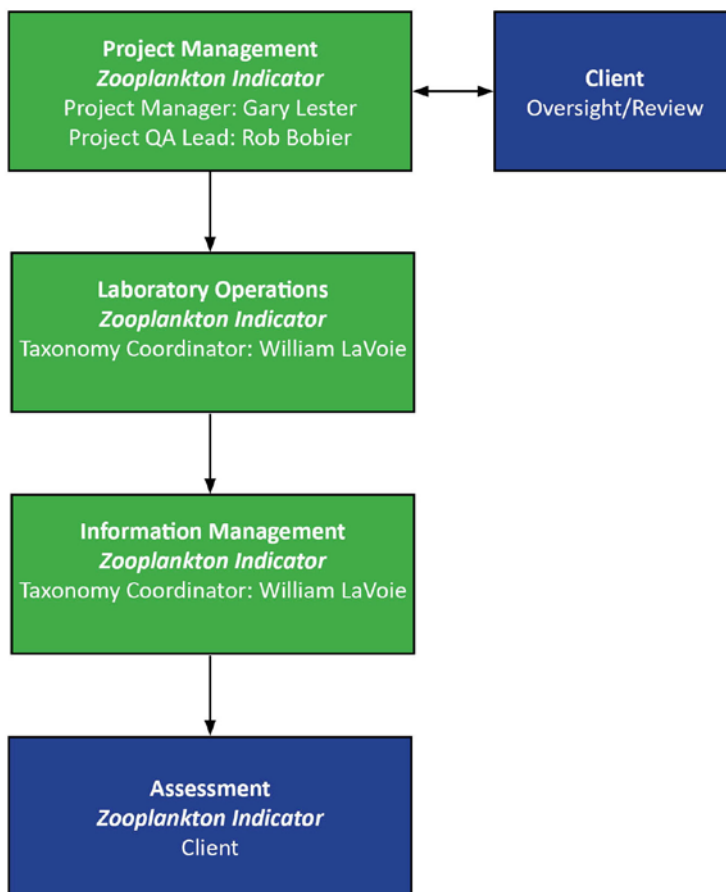 Project Management
Zooplankton Indicator
Project Manager: Gary Lester
Project QA Lead: Rob Bobier
Client
Oversight/Review
Laboratory Operations
Zooplankton Indicator
Taxonomy Coordinator: William LaVoie
Information Management
Zooplankton Indicator
Taxonomy Coordinator: William LaVoie
Assessment
Zooplankton Indicator
Client